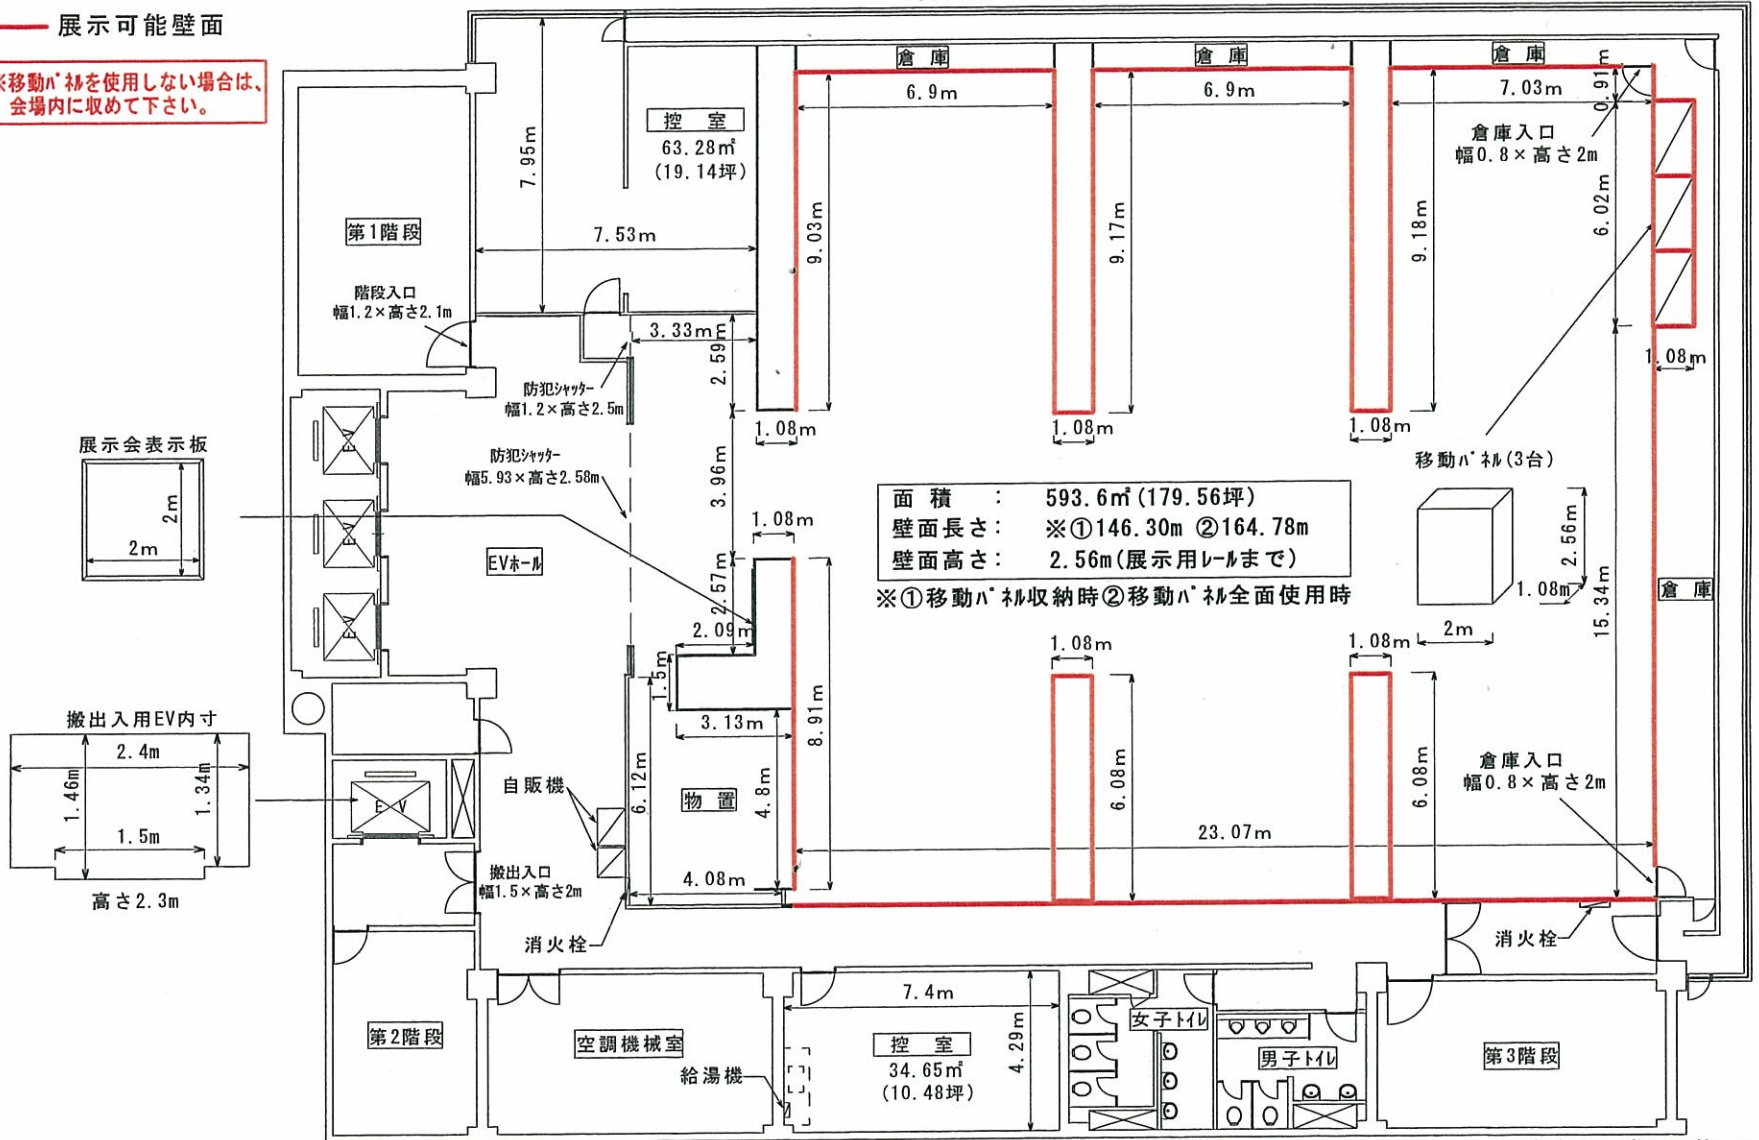 展示可能壁面
※移動パネルを使用しない場合は、
会場内に収めて下さい。
倉庫
倉庫
倉庫
6.9m
6.9m
7.03m
0.91m
控室
63.28㎡
(19.14坪)
倉庫入口
幅0.8×高さ2m
7.95m
9.03m
9.17m
9.18m
6.02m
第1階段
7.53m
階段入口
幅1.2×高さ2.1m
3.33m
2.59m
1.08m
防犯シャッター
幅1.2×高さ2.5m
1.08m
1.08m
1.08m
展示会表示板
2m
2m
EV
EV
EV
防犯シャッター
幅5.93×高さ2.58m
3.96m
移動パネル(3台)
面積 : 593.6㎡(179.56坪)
壁面長さ: ※①146.30m ②164.78m
壁面高さ: 2.56m(展示用レールまで)
※①移動パネル収納時②移動パネル全面使用時
1.08m
2.56m
1.08m
2m
15.34m
倉庫
EVホール
2.57m
2.09m
1.5m
3.13m
8.91m
1.08m
1.08m
搬出入用EV内寸
2.4m
1.46m
1.34m
1.5m
高さ2.3m
EV
自販機
6.12m
物置
4.8m
6.08m
6.08m
倉庫入口
幅0.8×高さ2m
23.07m
搬出入口
幅1.5×高さ2m
4.08m
消火栓
消火栓
第2階段
空調機械室
給湯機
7.4m
控室
34.65㎡
(10.48坪)
4.29m
女子トイレ
男子トイレ
第3階段